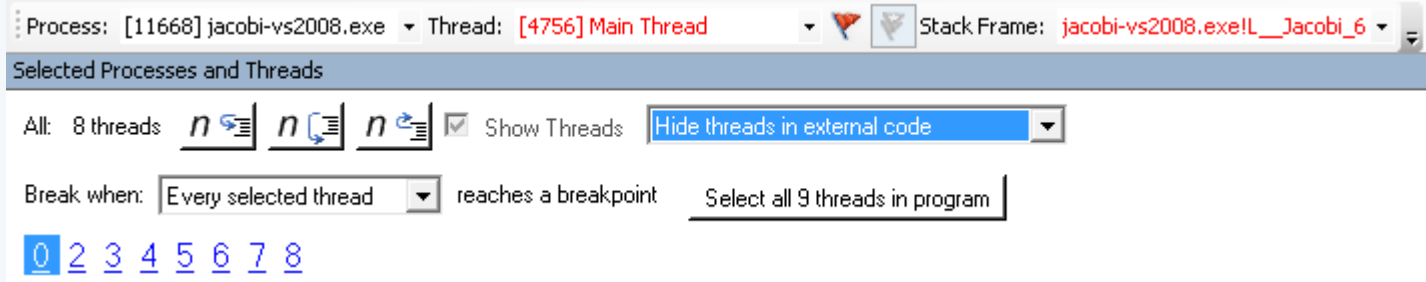 Process: [11668] jacobi-vs2008.exe Thread: [4756] Main Thread Stack Frame: jacobi-vs2008.exe!L__Jacobi_6
Selected Processes and Threads
All: 8 threads n n n Show Threads Hide threads in external code
Break when: Every selected thread reaches a breakpoint Select all 9 threads in program
0 2 3 4 5 6 7 8